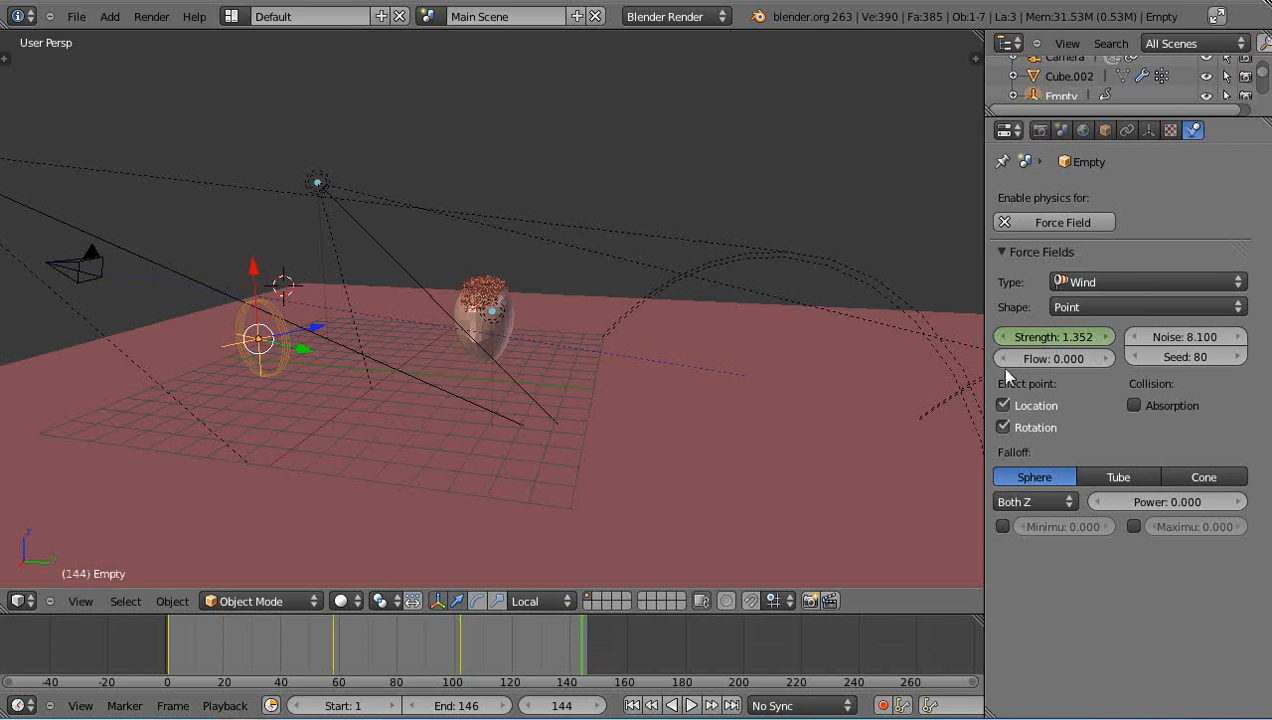 File Add Render Help Default Main Scene Blender Render blender.org 263 | Ve:390 | Fa:385 | Ob:1-7 | La:3 | Mem:31.53M (0.53M) | Empty
User Persp
View Search All Scenes
Camera
Cube.002
Empty
Empty
Enable physics for:
Force Field
Force Fields
Type: Wind
Shape: Point
Strength: 1.352 Noise: 8.100
Flow: 0.000 Seed: 80
Effect point: Collision:
Location Absorption
Rotation
Falloff:
Sphere Tube Cone
Both Z Power: 0.000
Minimu: 0.000 Maximu: 0.000
z
y
(144) Empty
View Select Object Object Mode Local
-40 -20 0 20 40 60 80 100 120 140 160 180 200 220 240 260
View Marker Frame Playback Start: 1 End: 146 144 No Sync